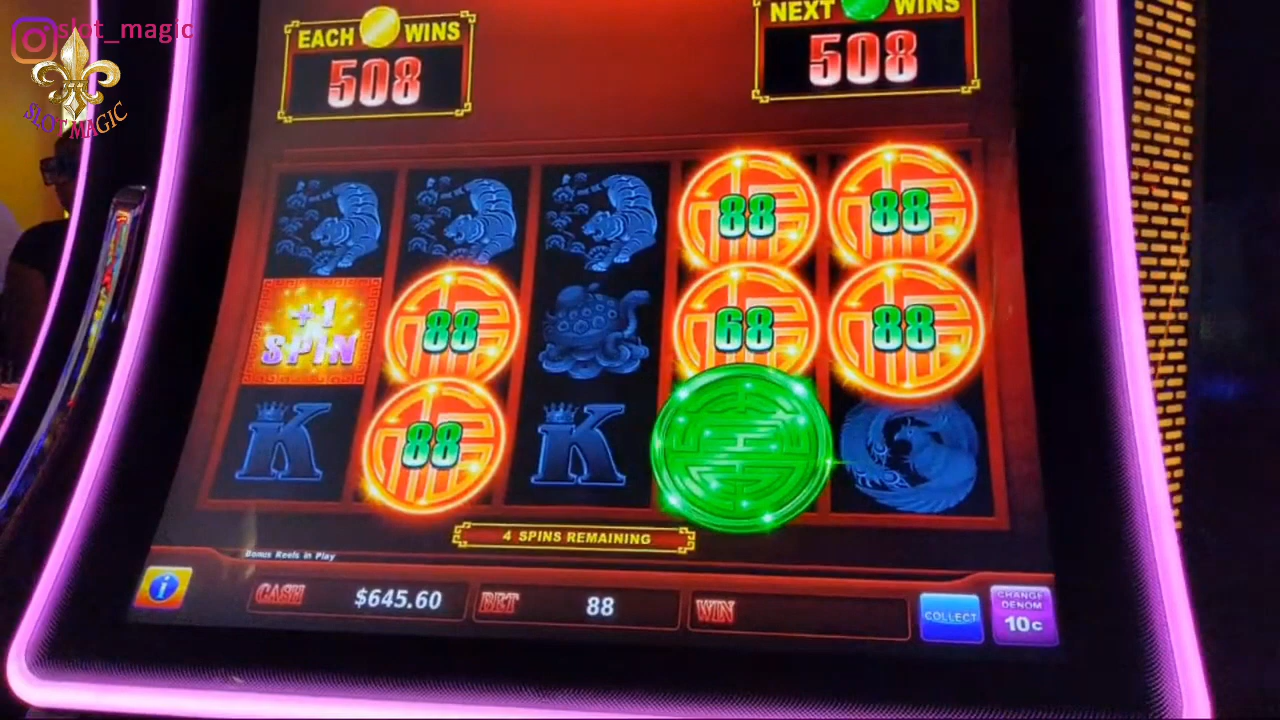 slot_magic
SLOT MAGIC
EACH WINS
508
NEXT WINS
508
88
88
+1
SPIN
88
68
88
K
88
K
4 SPINS REMAINING
Bonus Reels in Play
CASH
$645.60
BET
88
WIN
COLLECT
CHANGE
DENOM
10c